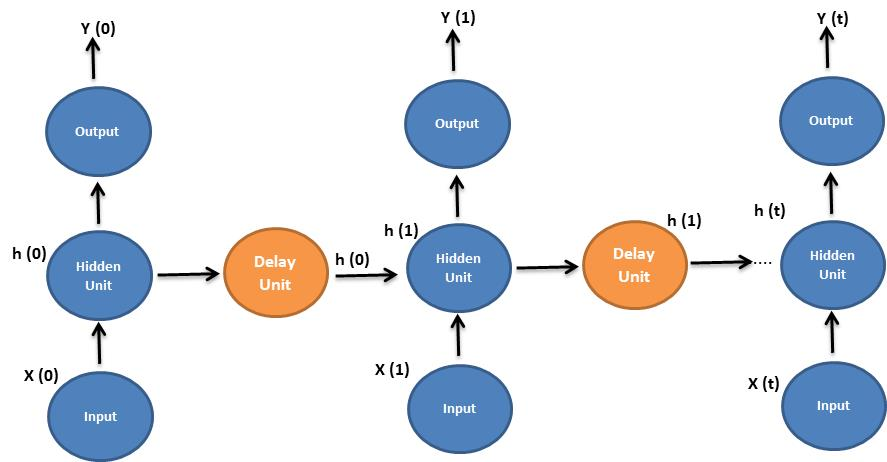 Y (0)
Y (1)
Y (t)
Output
Output
Output
h (0)
Hidden
Unit
Delay
Unit
h (0)
h (1)
Hidden
Unit
Delay
Unit
h (1)
....
h (t)
Hidden
Unit
X (0)
Input
X (1)
Input
X (t)
Input